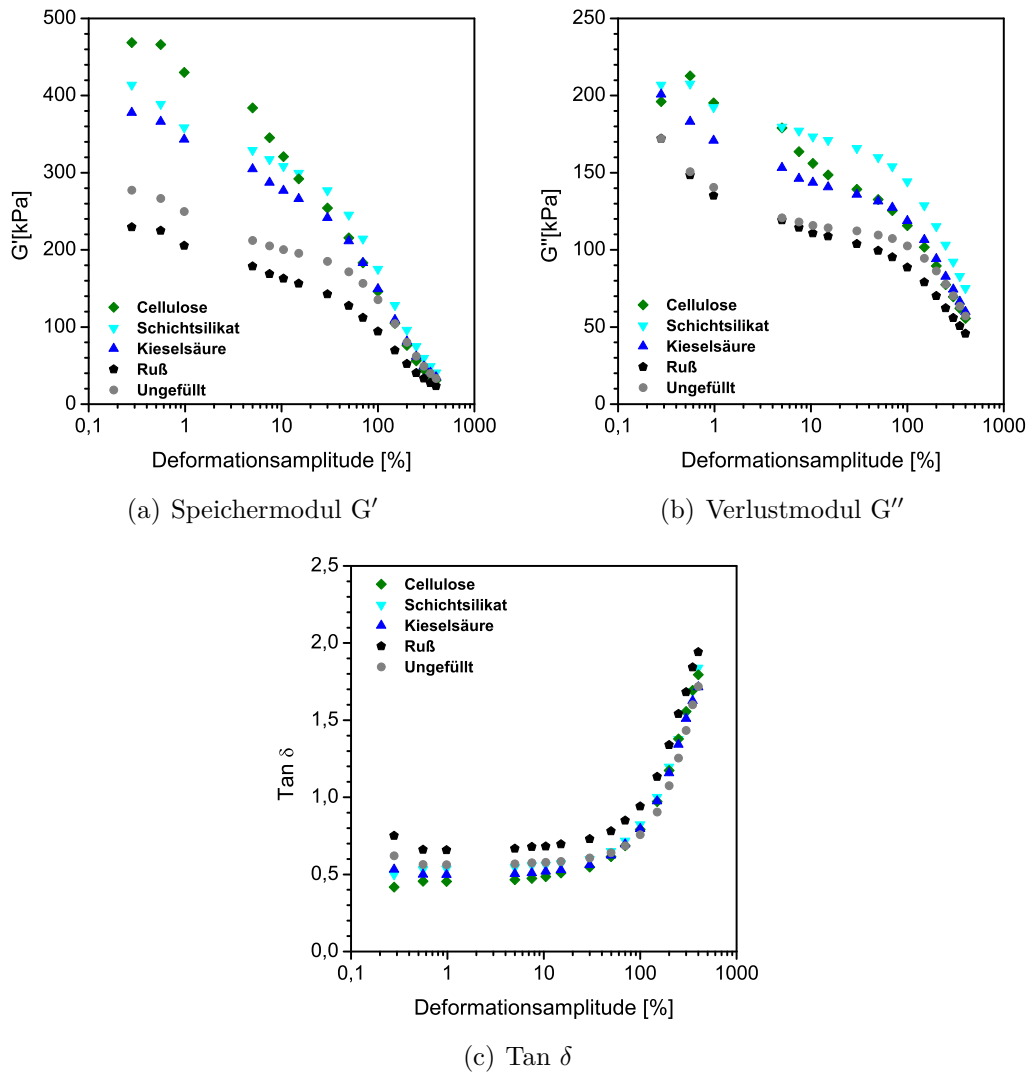 500
400
300
200
100
0
G'[kPa]
Cellulose
Schichtsilikat
Kieselsäure
Ruß
Ungefüllt
0,1
1
10
100
1000
Deformationsamplitude [%]
(a) Speichermodul G′
250
200
150
100
50
0
G''[kPa]
Cellulose
Schichtsilikat
Kieselsäure
Ruß
Ungefüllt
0,1
1
10
100
1000
Deformationsamplitude [%]
(b) Verlustmodul G′′
2,5
2,0
1,5
1,0
0,5
0,0
Tan δ
Cellulose
Schichtsilikat
Kieselsäure
Ruß
Ungefüllt
0,1
1
10
100
1000
Deformationsamplitude [%]
(c) Tan δ